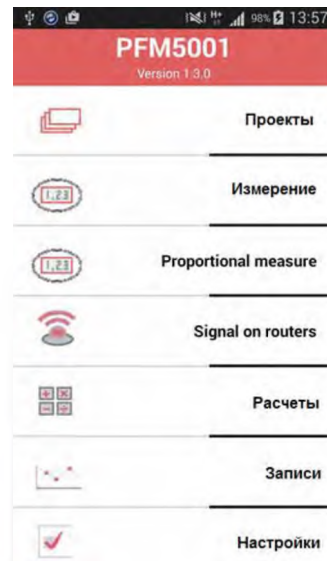 98% 13:57
PFM5001
Version 1.3.0
Проекты
1.23
Измерение
1.23
Proportional measure
Signal on routers
Расчеты
Записи
Настройки